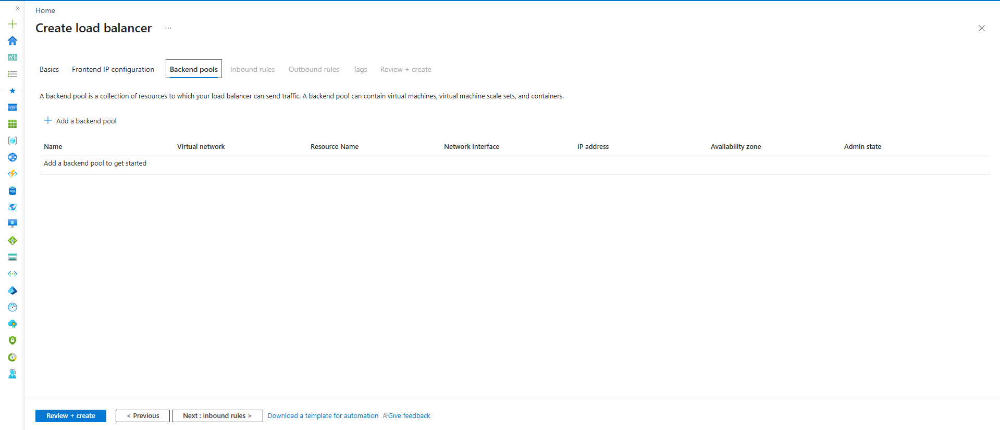 Home
Create load balancer ...
Basics Frontend IP configuration Backend pools Inbound rules Outbound rules Tags Review + create
A backend pool is a collection of resources to which your load balancer can send traffic. A backend pool can contain virtual machines, virtual machine scale sets, and containers.
Add a backend pool
Name Virtual network Resource Name Network interface IP address Availability zone Admin state
Add a backend pool to get started
SQL
Review + create < Previous Next : Inbound rules > Download a template for automation Give feedback